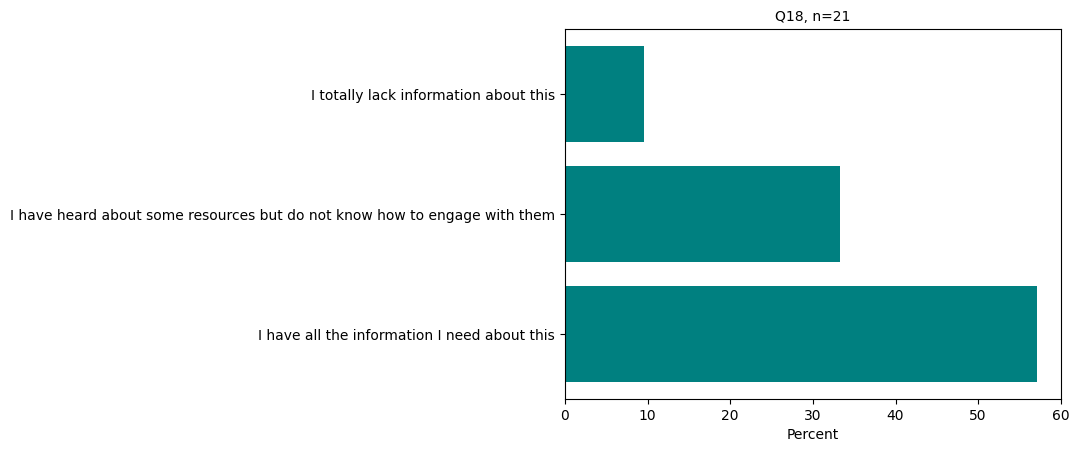 Q18, n=21
I totally lack information about this
I have heard about some resources but do not know how to engage with them
I have all the information I need about this
0 10 20 30 40 50 60
Percent